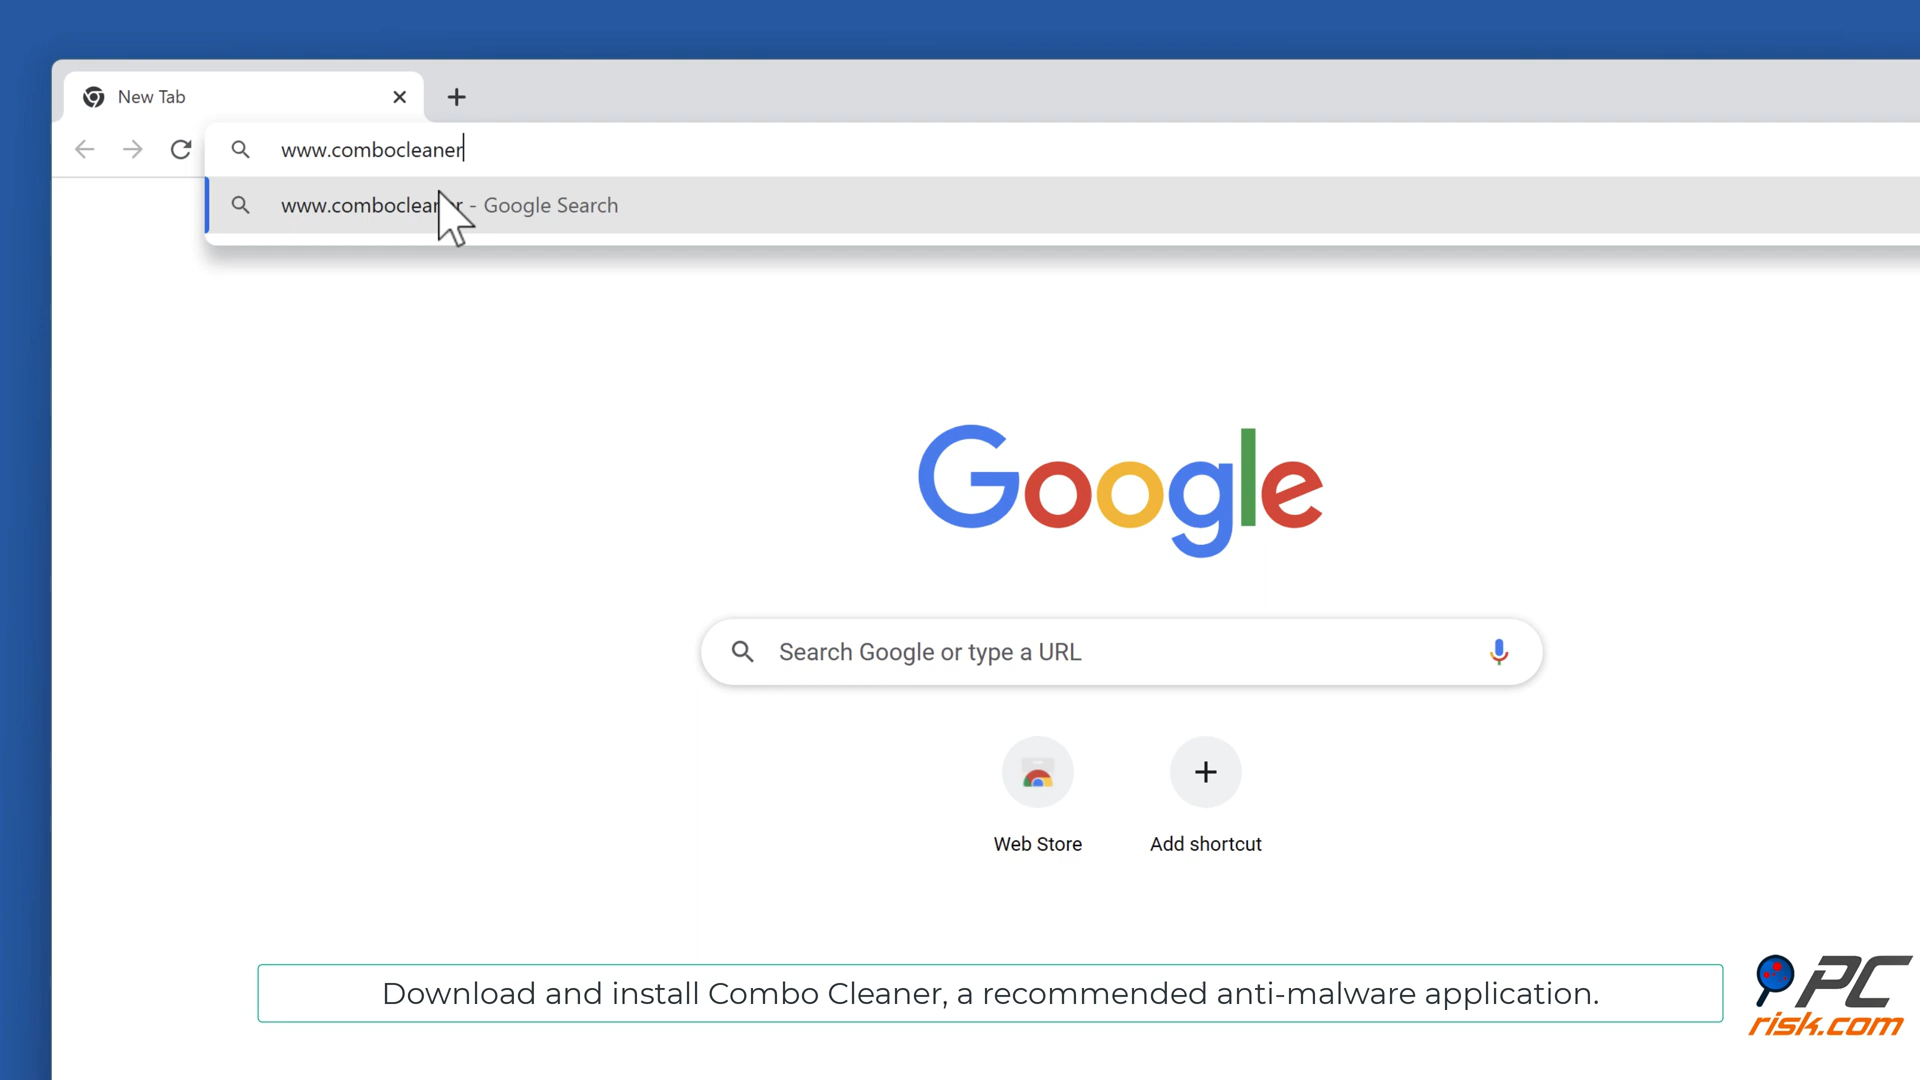 New Tab
www.combocleaner
www.combocleaner - Google Search
Google
Search Google or type a URL
Web Store
Add shortcut
Download and install Combo Cleaner, a recommended anti-malware application.
PC
risk.com